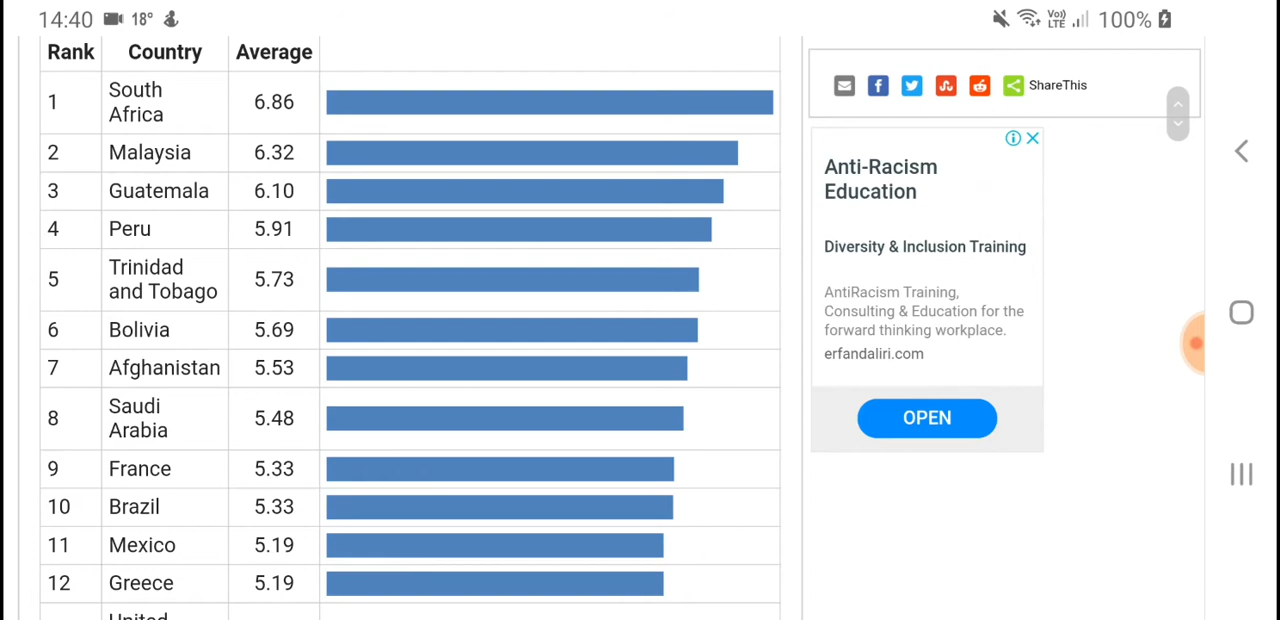 14:40 18° Vo)) LTE 100%
Rank Country Average
1 South Africa 6.86
2 Malaysia 6.32
3 Guatemala 6.10
4 Peru 5.91
5 Trinidad and Tobago 5.73
6 Bolivia 5.69
7 Afghanistan 5.53
8 Saudi Arabia 5.48
9 France 5.33
10 Brazil 5.33
11 Mexico 5.19
12 Greece 5.19
United
ShareThis
Anti-Racism
Education
Diversity & Inclusion Training
AntiRacism Training,
Consulting & Education for the
forward thinking workplace.
erfandaliri.com
OPEN